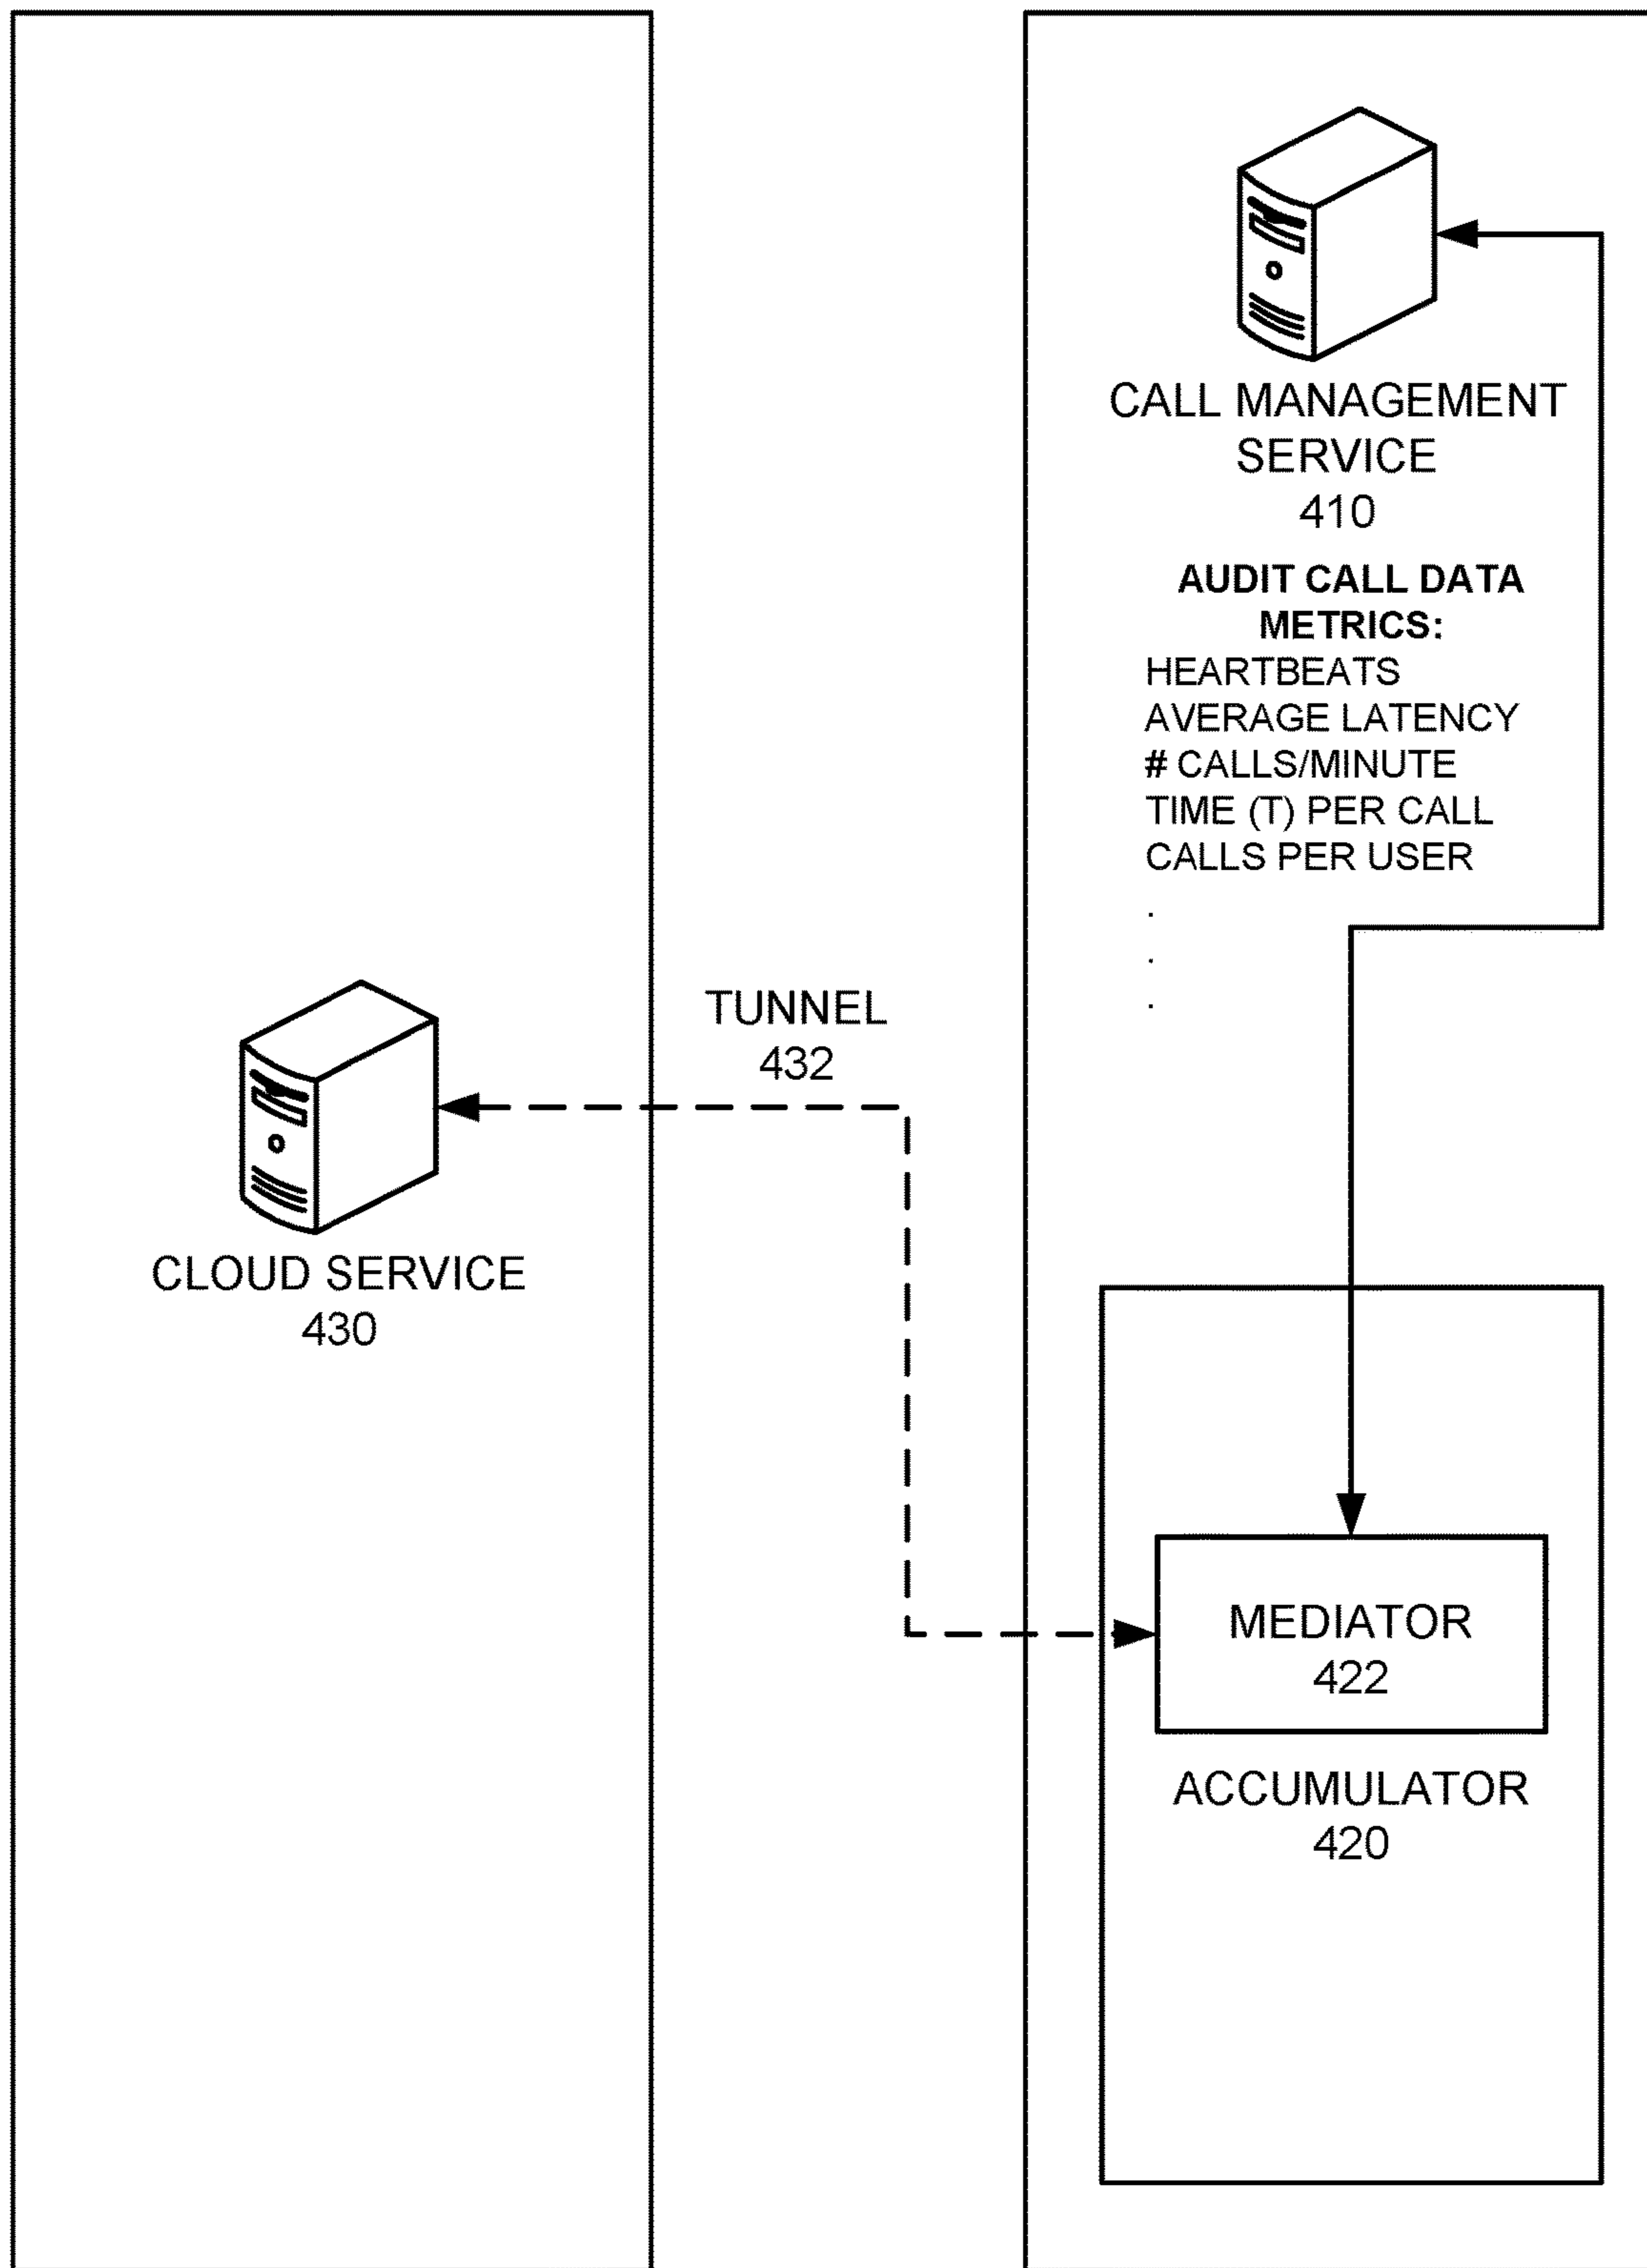 CALL MANAGEMENT
SERVICE
410
AUDIT CALL DATA
METRICS:
HEARTBEATS
AVERAGE LATENCY
# CALLS/MINUTE
TIME (T) PER CALL
CALLS PER USER
.
.
.
TUNNEL
432
CLOUD SERVICE
430
MEDIATOR
422
ACCUMULATOR
420